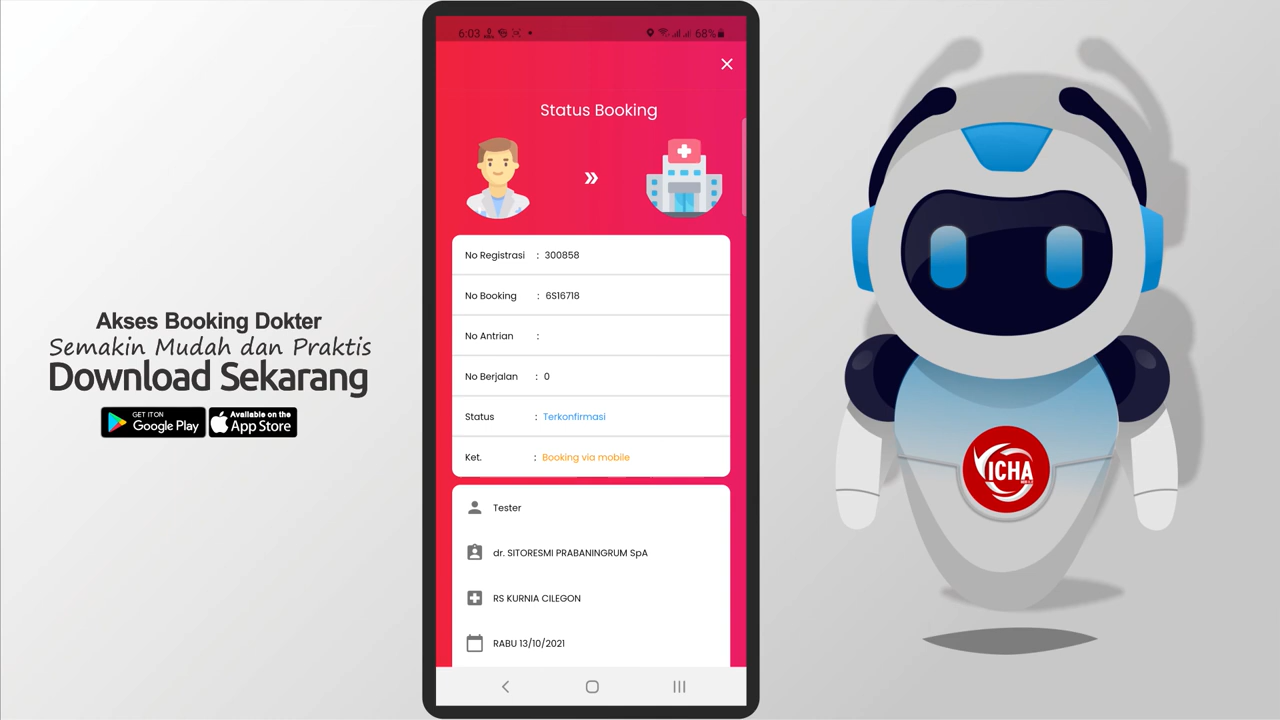 Akses Booking Dokter
Semakin Mudah dan Praktis
Download Sekarang
GET IT ON
Google Play
Available on the
App Store
6:03
68%
Status Booking
No Registrasi : 300858
No Booking : 6S16718
No Antrian :
No Berjalan : 0
Status : Terkonfirmasi
Ket. : Booking via mobile
Tester
dr. SITORESMI PRABANINGRUM SpA
RS KURNIA CILEGON
RABU 13/10/2021
ICHA